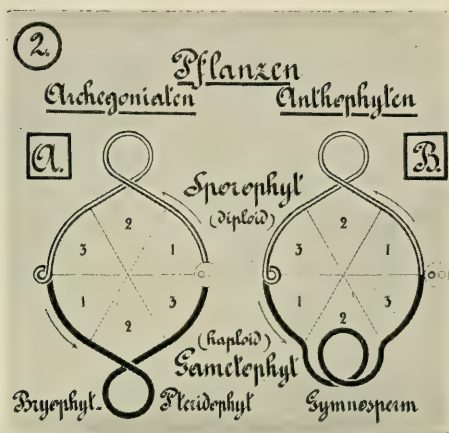 2.
Pflanzen
Archegoniaten Anthophyten
A. B.
Sporophyt
(diploid)
2 2
3 1 3 1
1 3 1 3
2 2
(haploid)
Gametophyt
Bryophyt- Pteridophyt Gymnosperm